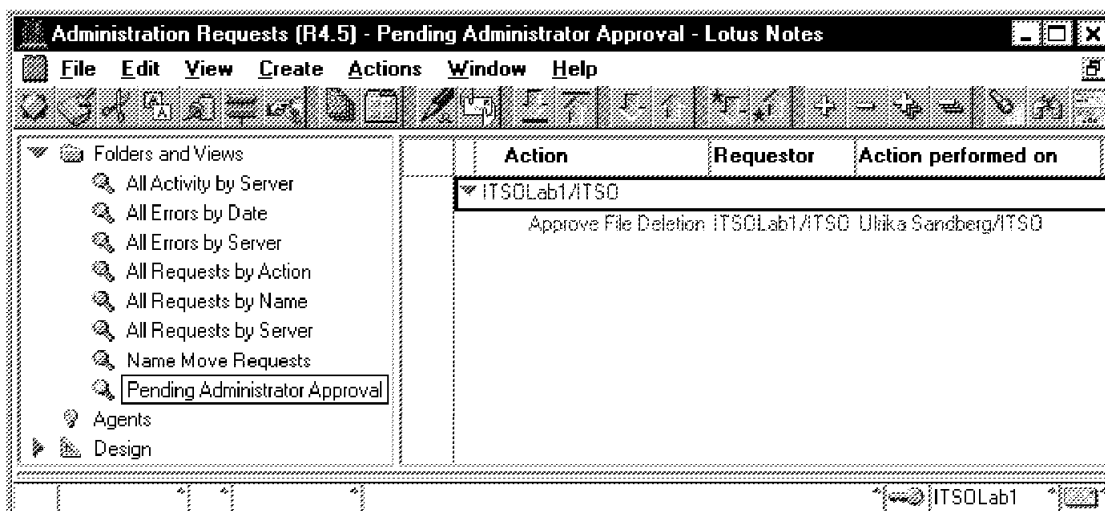 Administration Requests (R4.5) - Pending Administrator Approval - Lotus Notes
File Edit View Create Actions Window Help
Folders and Views
All Activity by Server
All Errors by Date
All Errors by Server
All Requests by Action
All Requests by Name
All Requests by Server
Name Move Requests
Pending Administrator Approval
Agents
Design
Action Requestor Action performed on
ITSOLab1/ITSO
Approve File Deletion ITSOLab1/ITSO Ulrika Sandberg/ITSO
ITSOLab1